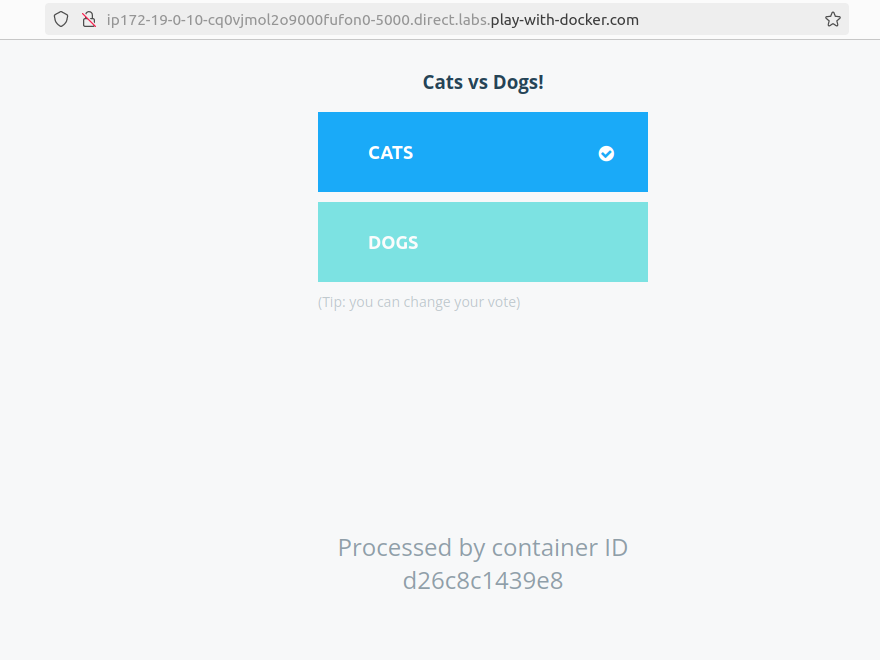 ip172-19-0-10-cq0vjmol2o9000fufon0-5000.direct.labs.play-with-docker.com
Cats vs Dogs!
CATS
DOGS
(Tip: you can change your vote)
Processed by container ID
d26c8c1439e8